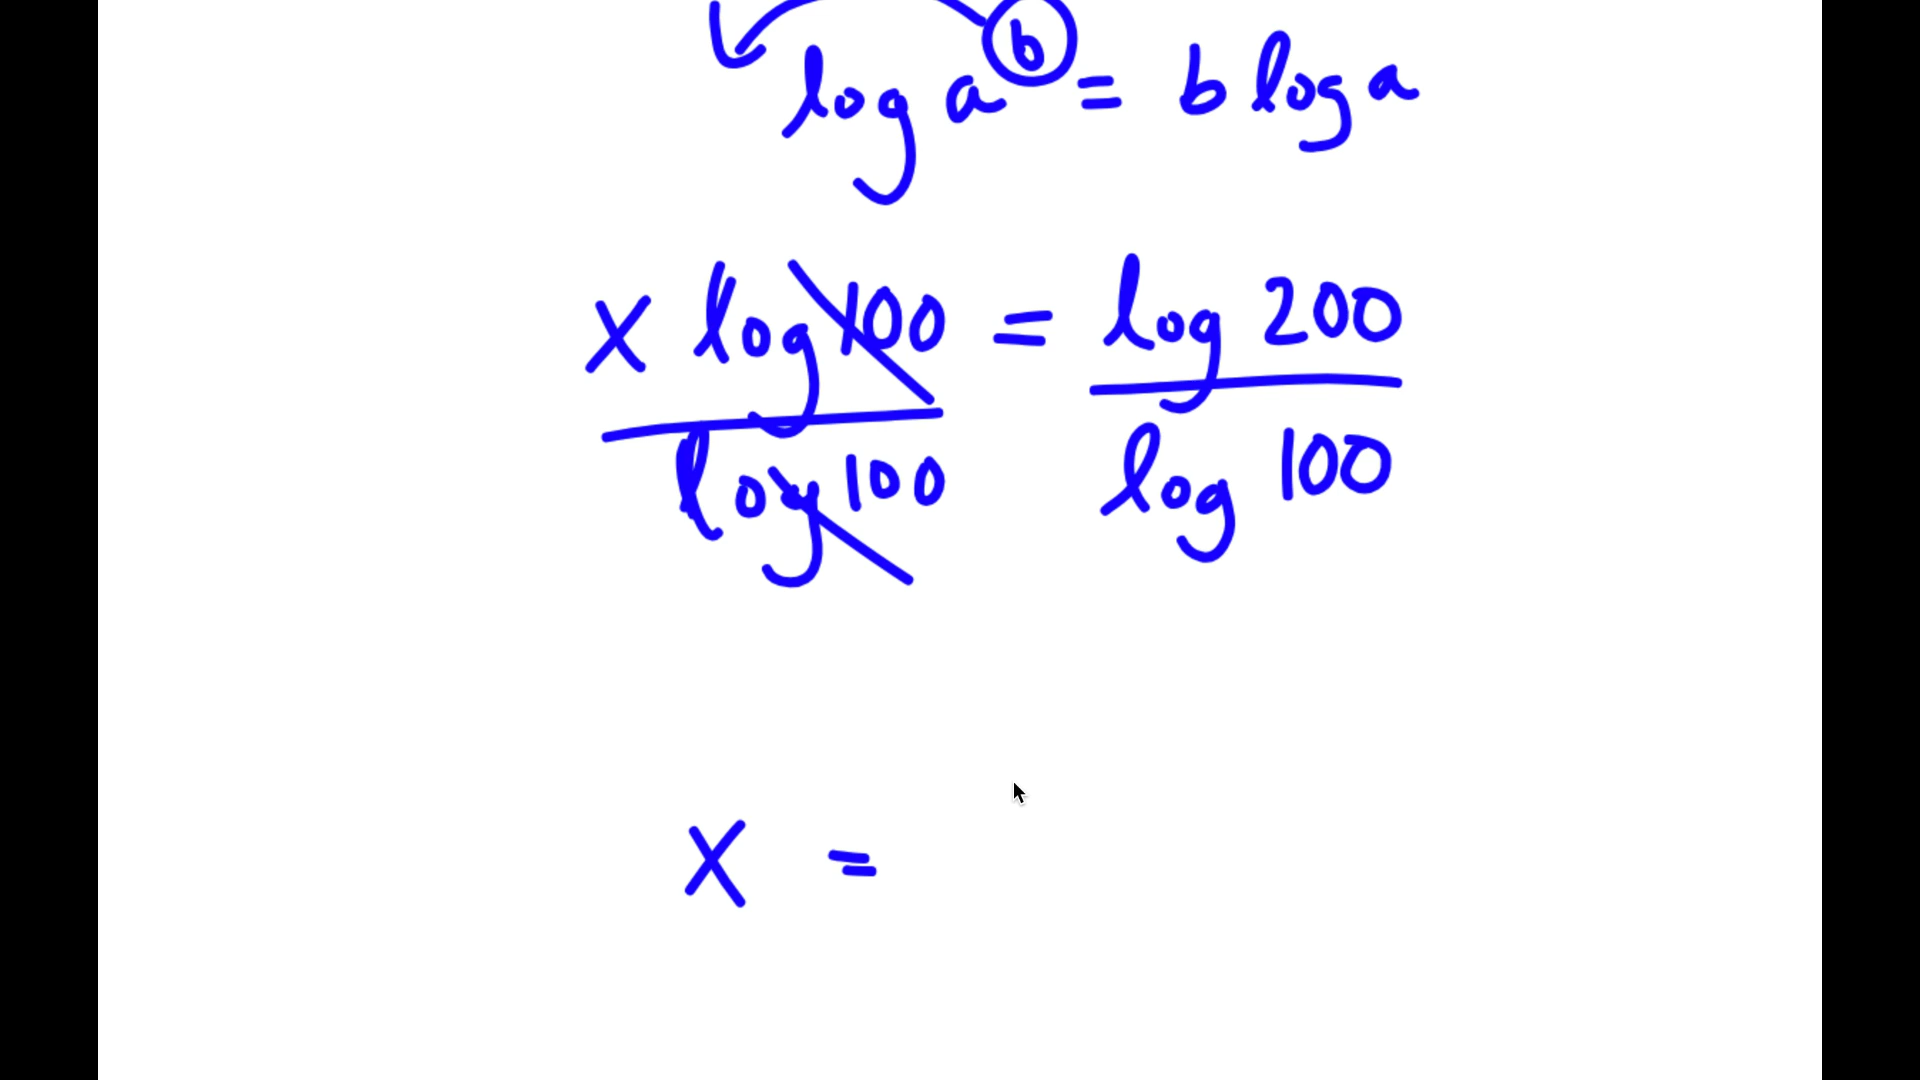 log a^b = b log a
x log 100 = log 200
log 100 log 100
x =